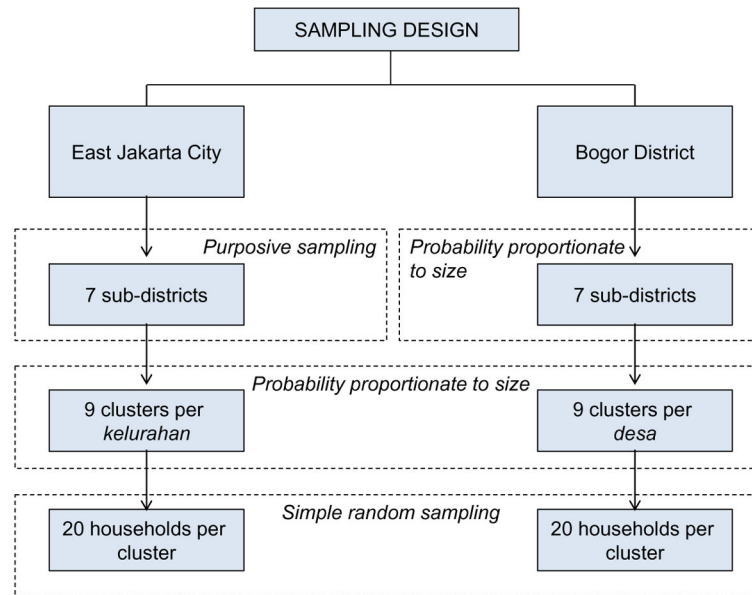 SAMPLING DESIGN
East Jakarta City
Bogor District
Purposive sampling
Probability proportionate
to size
7 sub-districts
7 sub-districts
Probability proportionate to size
9 clusters per
kelurahan
9 clusters per
desa
Simple random sampling
20 households per
cluster
20 households per
cluster